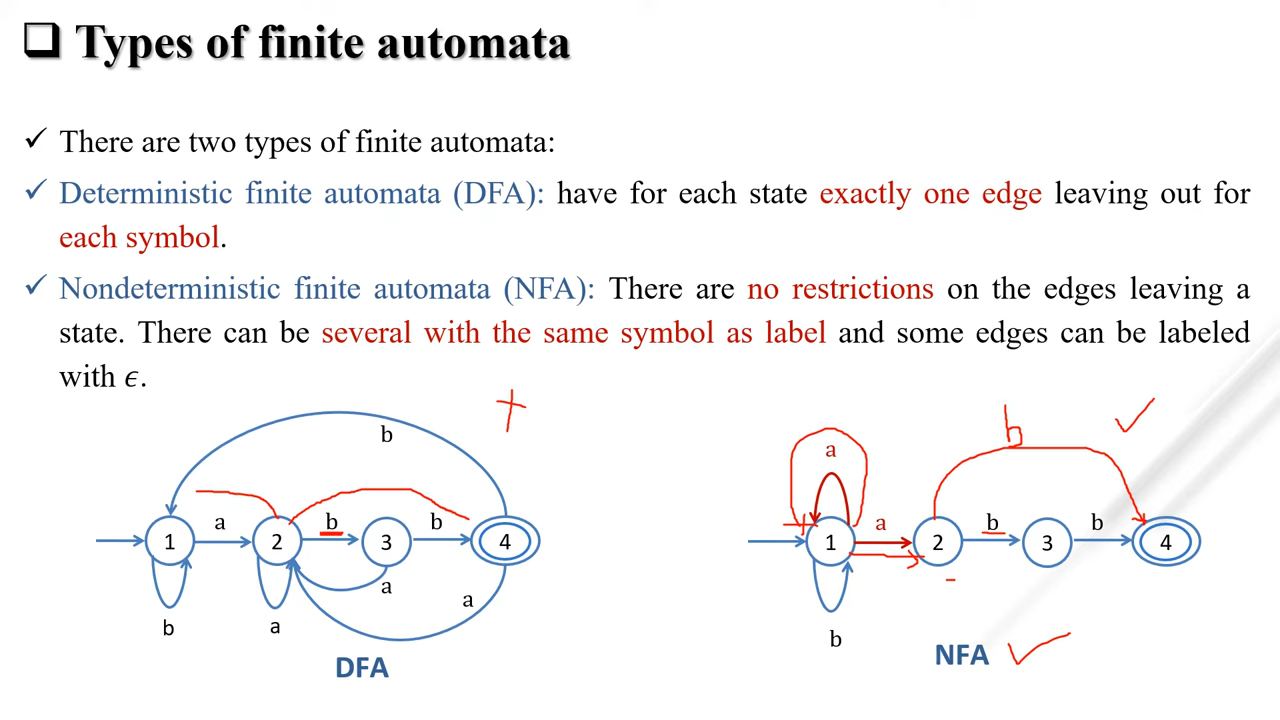 Types of finite automata
✓ There are two types of finite automata:
✓ Deterministic finite automata (DFA): have for each state exactly one edge leaving out for
each symbol.
✓ Nondeterministic finite automata (NFA): There are no restrictions on the edges leaving a
state. There can be several with the same symbol as label and some edges can be labeled
with ϵ.
b
a b b
1 2 3 4
a
a
b a
DFA
b
a
a b b
1 2 3 4
b
NFA